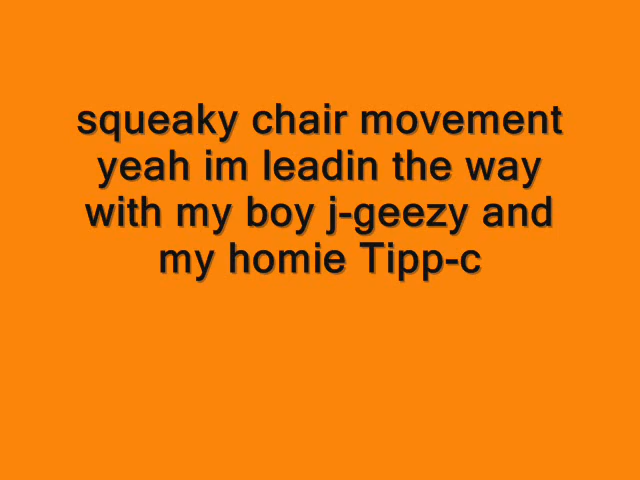 squeaky chair movement
yeah im leadin the way
with my boy j-geezy and
my homie Tipp-c